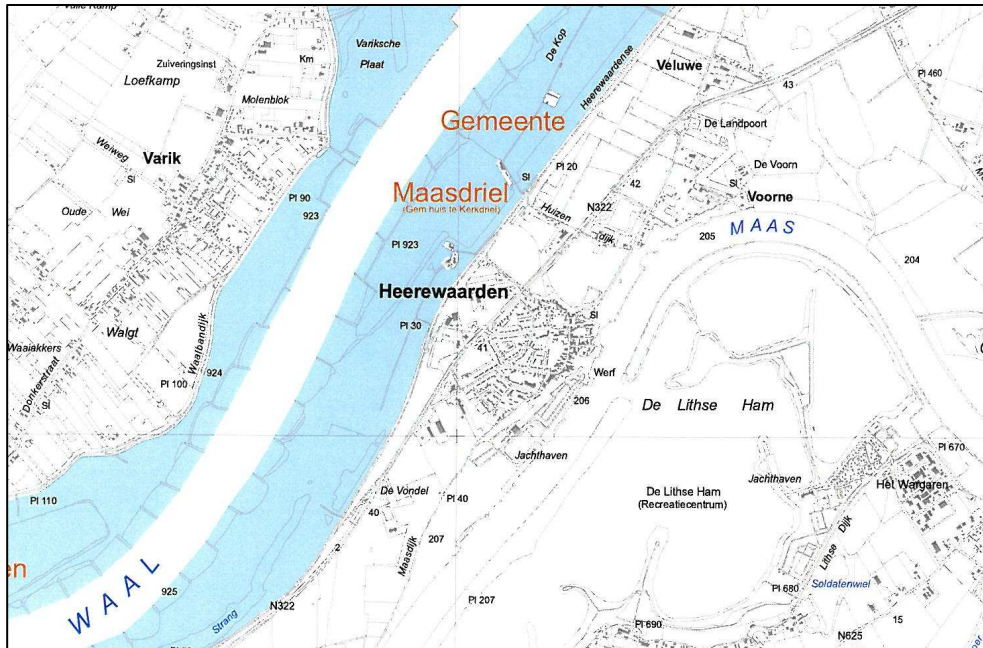 Variksche
Plaat
Zuiveringsinst
Km
De Kop
Heerewaardense
Veluwe
Loefkamp
Molenblok
43
Pl 460
Gemeente
De Landpoort
Weiweg
Varik
De Voorn
Sl
Pl 20
Sl
Sl
42
Oude Wei
Pl 90
923
Maasdriel
(Gem huis te Kerkdriel)
Huizen
dijk
N322
Voorne
205
MAAS
Pl 923
204
Heerewaarden
Sl
Pl 30
Walgt
Waaiakkers
Waalbandijk
924
41
Werf
Pl 100
Donkerstraat
Sl
206
De Lithse Ham
Jachthaven
Pl 670
Jachthaven
Het Wargaren
De Vondel
Pl 110
40
Pl 40
De Lithse Ham
(Recreatiecentrum)
Lithse Dijk
207
Maasdijk
2
en
WAAL
925
Strang
N322
Pl 207
Pl 680
Soldatenwiel
Pl 690
15
N625